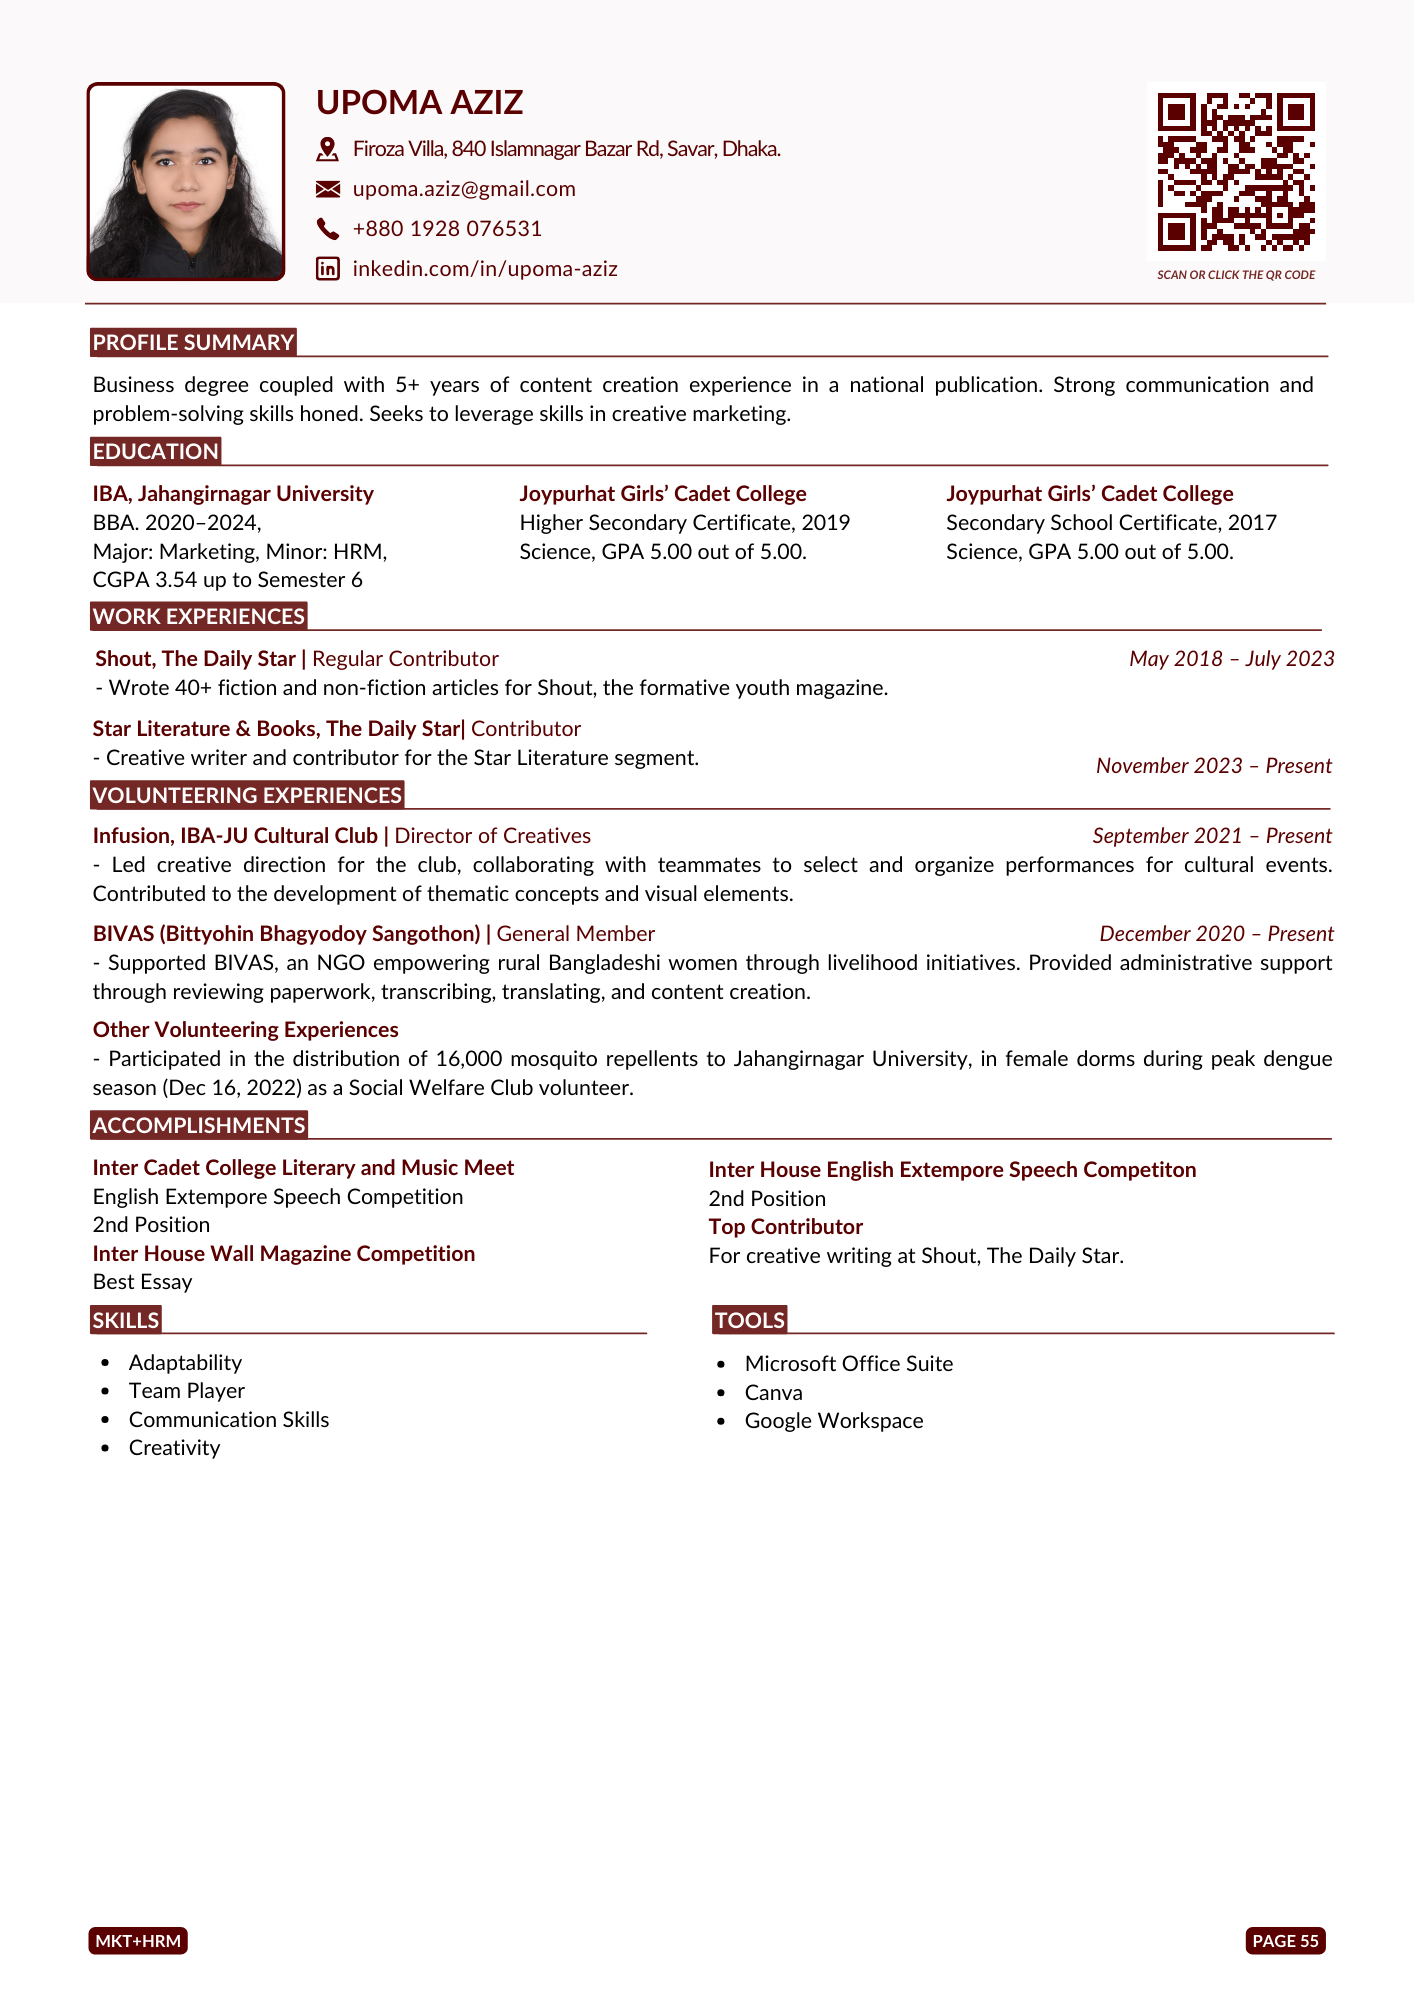 UPOMA AZIZ
Firoza Villa, 840 Islamnagar Bazar Rd, Savar, Dhaka.
upoma.aziz@gmail.com
+880 1928 076531
in inkedin.com/in/upoma-aziz
SCAN OR CLICK THE QR CODE
PROFILE SUMMARY
Business degree coupled with 5+ years of content creation experience in a national publication. Strong communication and
problem-solving skills honed. Seeks to leverage skills in creative marketing.
EDUCATION
IBA, Jahangirnagar University
BBA. 2020–2024,
Major: Marketing, Minor: HRM,
CGPA 3.54 up to Semester 6
Joypurhat Girls’ Cadet College
Higher Secondary Certificate, 2019
Science, GPA 5.00 out of 5.00.
Joypurhat Girls’ Cadet College
Secondary School Certificate, 2017
Science, GPA 5.00 out of 5.00.
WORK EXPERIENCES
Shout, The Daily Star | Regular Contributor May 2018 – July 2023
- Wrote 40+ fiction and non-fiction articles for Shout, the formative youth magazine.
Star Literature & Books, The Daily Star| Contributor
- Creative writer and contributor for the Star Literature segment.
November 2023 – Present
VOLUNTEERING EXPERIENCES
Infusion, IBA-JU Cultural Club | Director of Creatives September 2021 – Present
- Led creative direction for the club, collaborating with teammates to select and organize performances for cultural events.
Contributed to the development of thematic concepts and visual elements.
BIVAS (Bittyohin Bhagyodoy Sangothon) | General Member December 2020 – Present
- Supported BIVAS, an NGO empowering rural Bangladeshi women through livelihood initiatives. Provided administrative support
through reviewing paperwork, transcribing, translating, and content creation.
Other Volunteering Experiences
- Participated in the distribution of 16,000 mosquito repellents to Jahangirnagar University, in female dorms during peak dengue
season (Dec 16, 2022) as a Social Welfare Club volunteer.
ACCOMPLISHMENTS
Inter Cadet College Literary and Music Meet
English Extempore Speech Competition
2nd Position
Inter House Wall Magazine Competition
Best Essay
Inter House English Extempore Speech Competiton
2nd Position
Top Contributor
For creative writing at Shout, The Daily Star.
SKILLS
• Adaptability
• Team Player
• Communication Skills
• Creativity
TOOLS
• Microsoft Office Suite
• Canva
• Google Workspace
MKT+HRM
PAGE 55